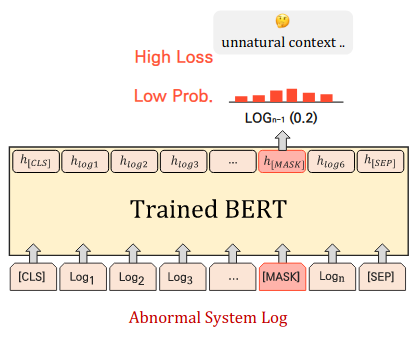 🤔
unnatural context ..
High Loss
Low Prob.
LOGn-1 (0.2)
h[CLS] hlog1 hlog2 hlog3 ... h[MASK] hlog6 h[SEP]
Trained BERT
[CLS] Log1 Log2 Log3 ... [MASK] Logn [SEP]
Abnormal System Log